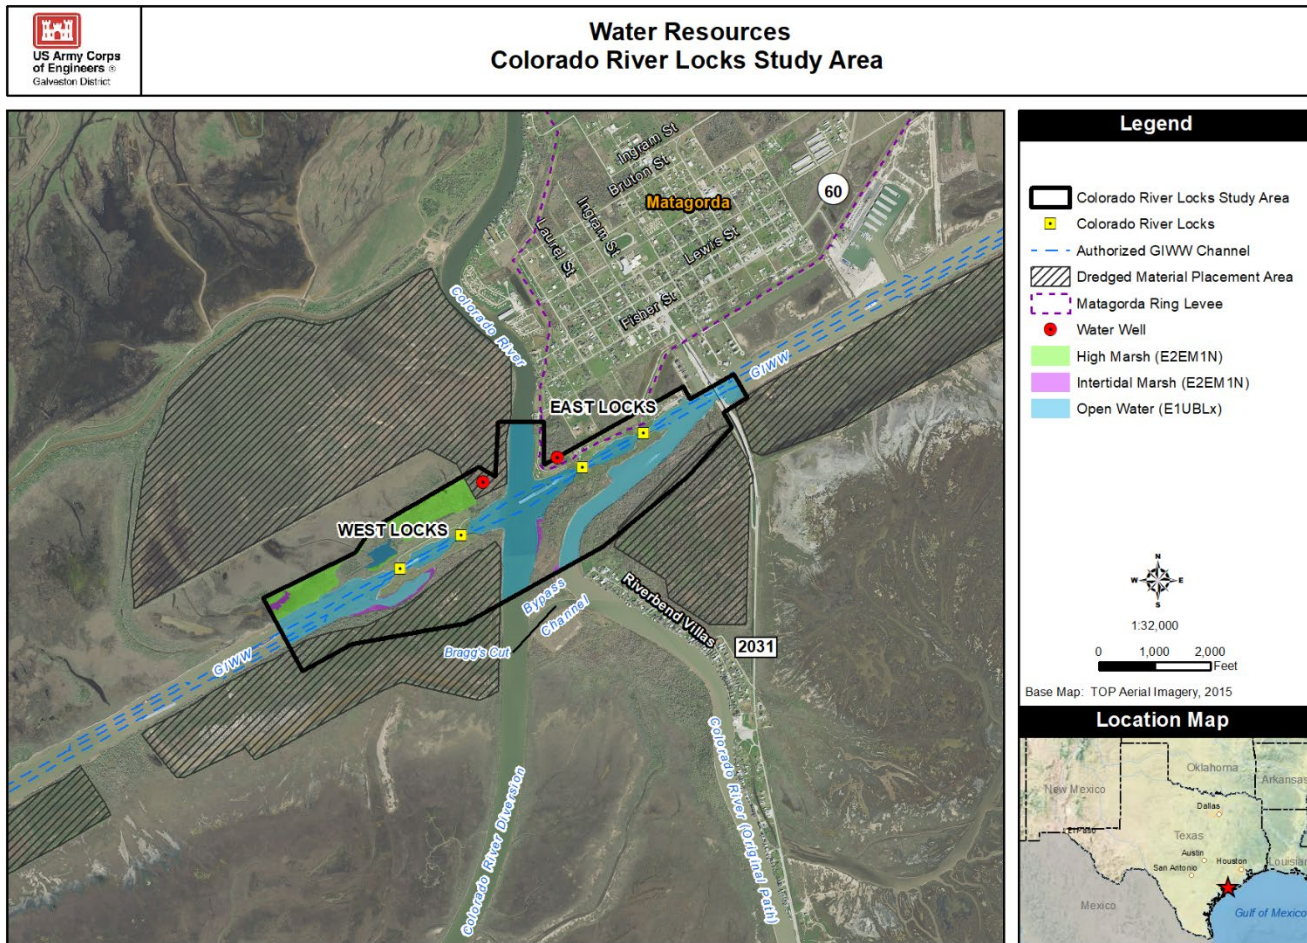 US Army Corps
of Engineers ®
Galveston District
Water Resources
Colorado River Locks Study Area
Ingram St
Bruton St
Matagorda
60
Ingram St
Laurel St
Lewis St
Fisher St
Colorado River
GIWW
EAST LOCKS
WEST LOCKS
Bypass
Channel
Riverbend Villas
Bragg's Cut
2031
GIWW
Colorado River Diversion
Colorado River (Original Path)
Legend
Colorado River Locks Study Area
Colorado River Locks
Authorized GIWW Channel
Dredged Material Placement Area
Matagorda Ring Levee
Water Well
High Marsh (E2EM1N)
Intertidal Marsh (E2EM1N)
Open Water (E1UBLx)
N
W
E
S
1:32,000
0 1,000 2,000
Feet
Base Map: TOP Aerial Imagery, 2015
Location Map
Oklahoma
Arkansas
New Mexico
Dallas
El Paso
Texas
Austin
Houston
Louisian
San Antonio
Mexico
Gulf of Mexico